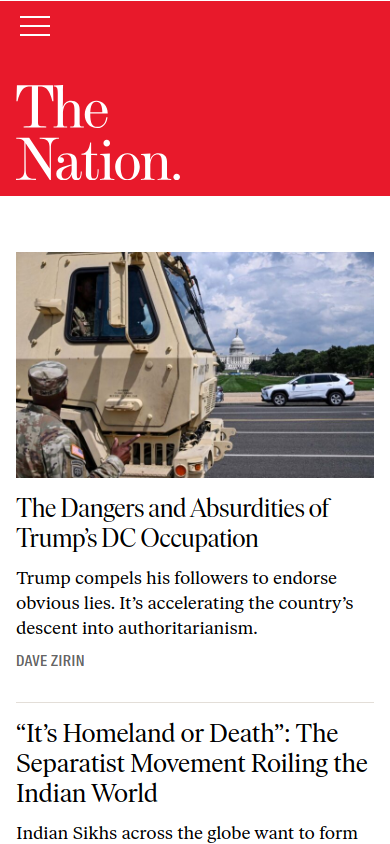 The
Nation.
The Dangers and Absurdities of
Trump’s DC Occupation
Trump compels his followers to endorse
obvious lies. It’s accelerating the country’s
descent into authoritarianism.
DAVE ZIRIN
“It’s Homeland or Death”: The
Separatist Movement Roiling the
Indian World
Indian Sikhs across the globe want to form